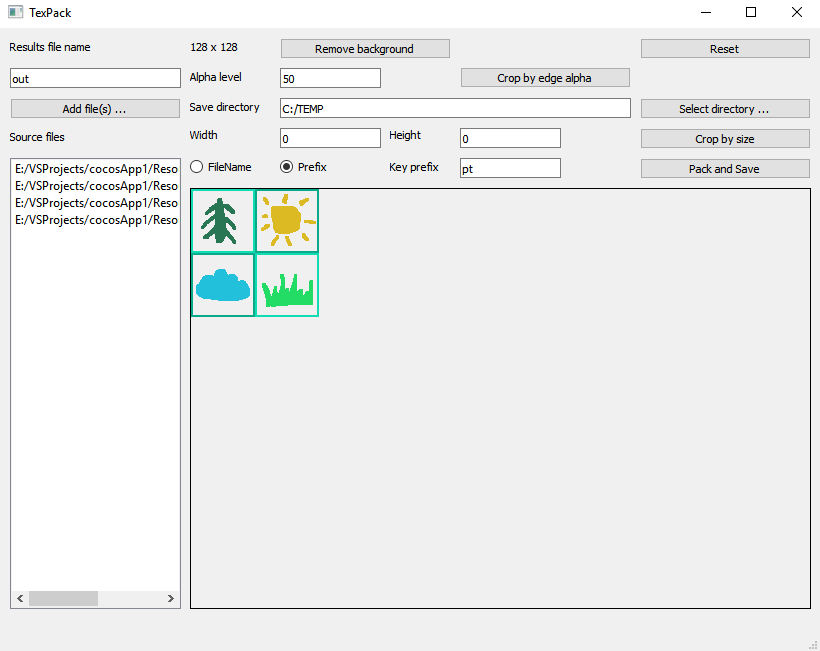 TexPack
Results file name
128 x 128
Remove background
Reset
out
Alpha level
50
Crop by edge alpha
Add file(s) ...
Save directory
C:/TEMP
Select directory ...
Source files
Width
0
Height
0
Crop by size
FileName
Prefix
Key prefix
pt
Pack and Save
E:/VSProjects/cocosApp1/Reso
E:/VSProjects/cocosApp1/Reso
E:/VSProjects/cocosApp1/Reso
E:/VSProjects/cocosApp1/Reso